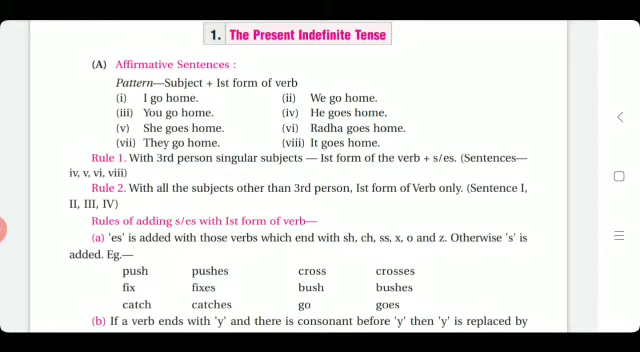 1. The Present Indefinite Tense
(A) Affirmative Sentences :
Pattern—Subject + Ist form of verb
(i) I go home. (ii) We go home.
(iii) You go home. (iv) He goes home.
(v) She goes home. (vi) Radha goes home.
(vii) They go home. (viii) It goes home.
Rule 1. With 3rd person singular subjects — Ist form of the verb + s/es. (Sentences—
iv, v, vi, viii)
Rule 2. With all the subjects other than 3rd person, Ist form of Verb only. (Sentence I,
II, III, IV)
Rules of adding s/es with Ist form of verb—
(a) 'es' is added with those verbs which end with sh, ch, ss, x, o and z. Otherwise 's' is
added. Eg.—
push pushes cross crosses
fix fixes bush bushes
catch catches go goes
(b) If a verb ends with 'y' and there is consonant before 'y' then 'y' is replaced by